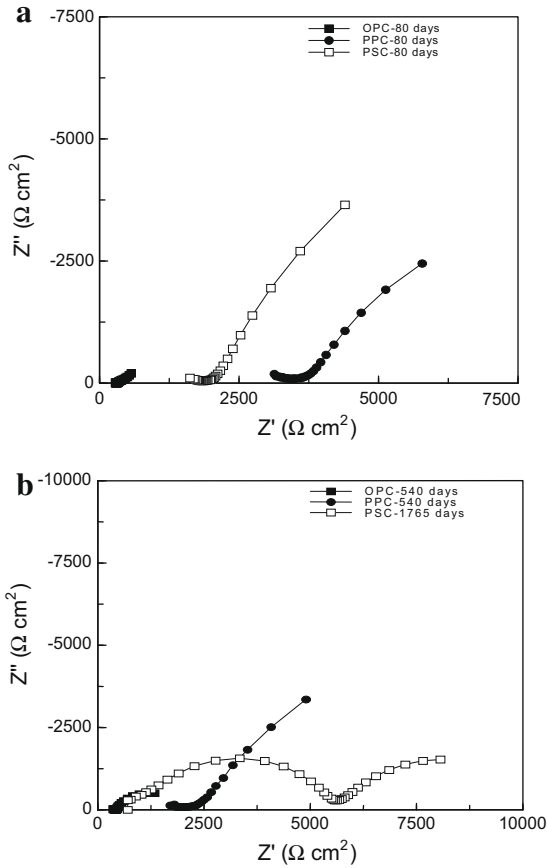 a
-7500
OPC-80 days
PPC-80 days
PSC-80 days
-5000
Z'' (Ω cm²)
-2500
0
0
2500
5000
7500
Z' (Ω cm²)
b
-10000
OPC-540 days
PPC-540 days
PSC-1765 days
-7500
Z'' (Ω cm²)
-5000
-2500
0
0
2500
5000
7500
10000
Z' (Ω cm²)